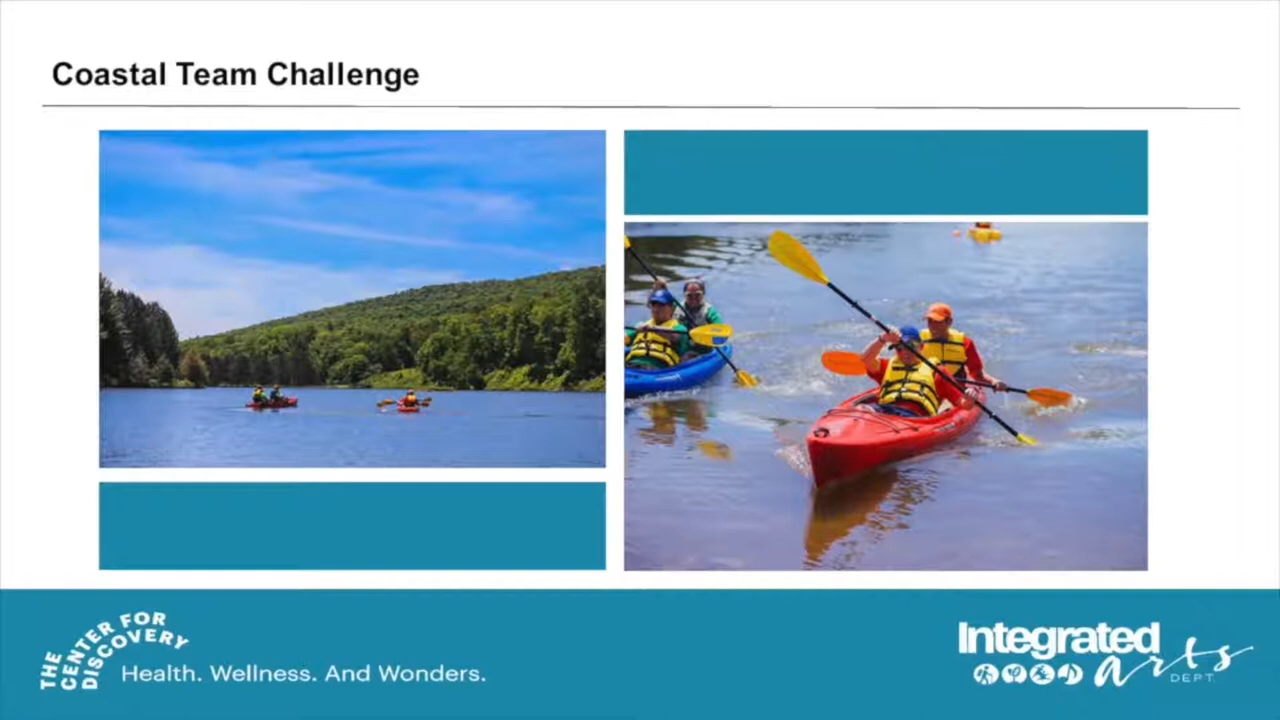 Coastal Team Challenge
THE
CENTER FOR
DISCOVERY
Health. Wellness. And Wonders.
Integrated
arts
DEPT.